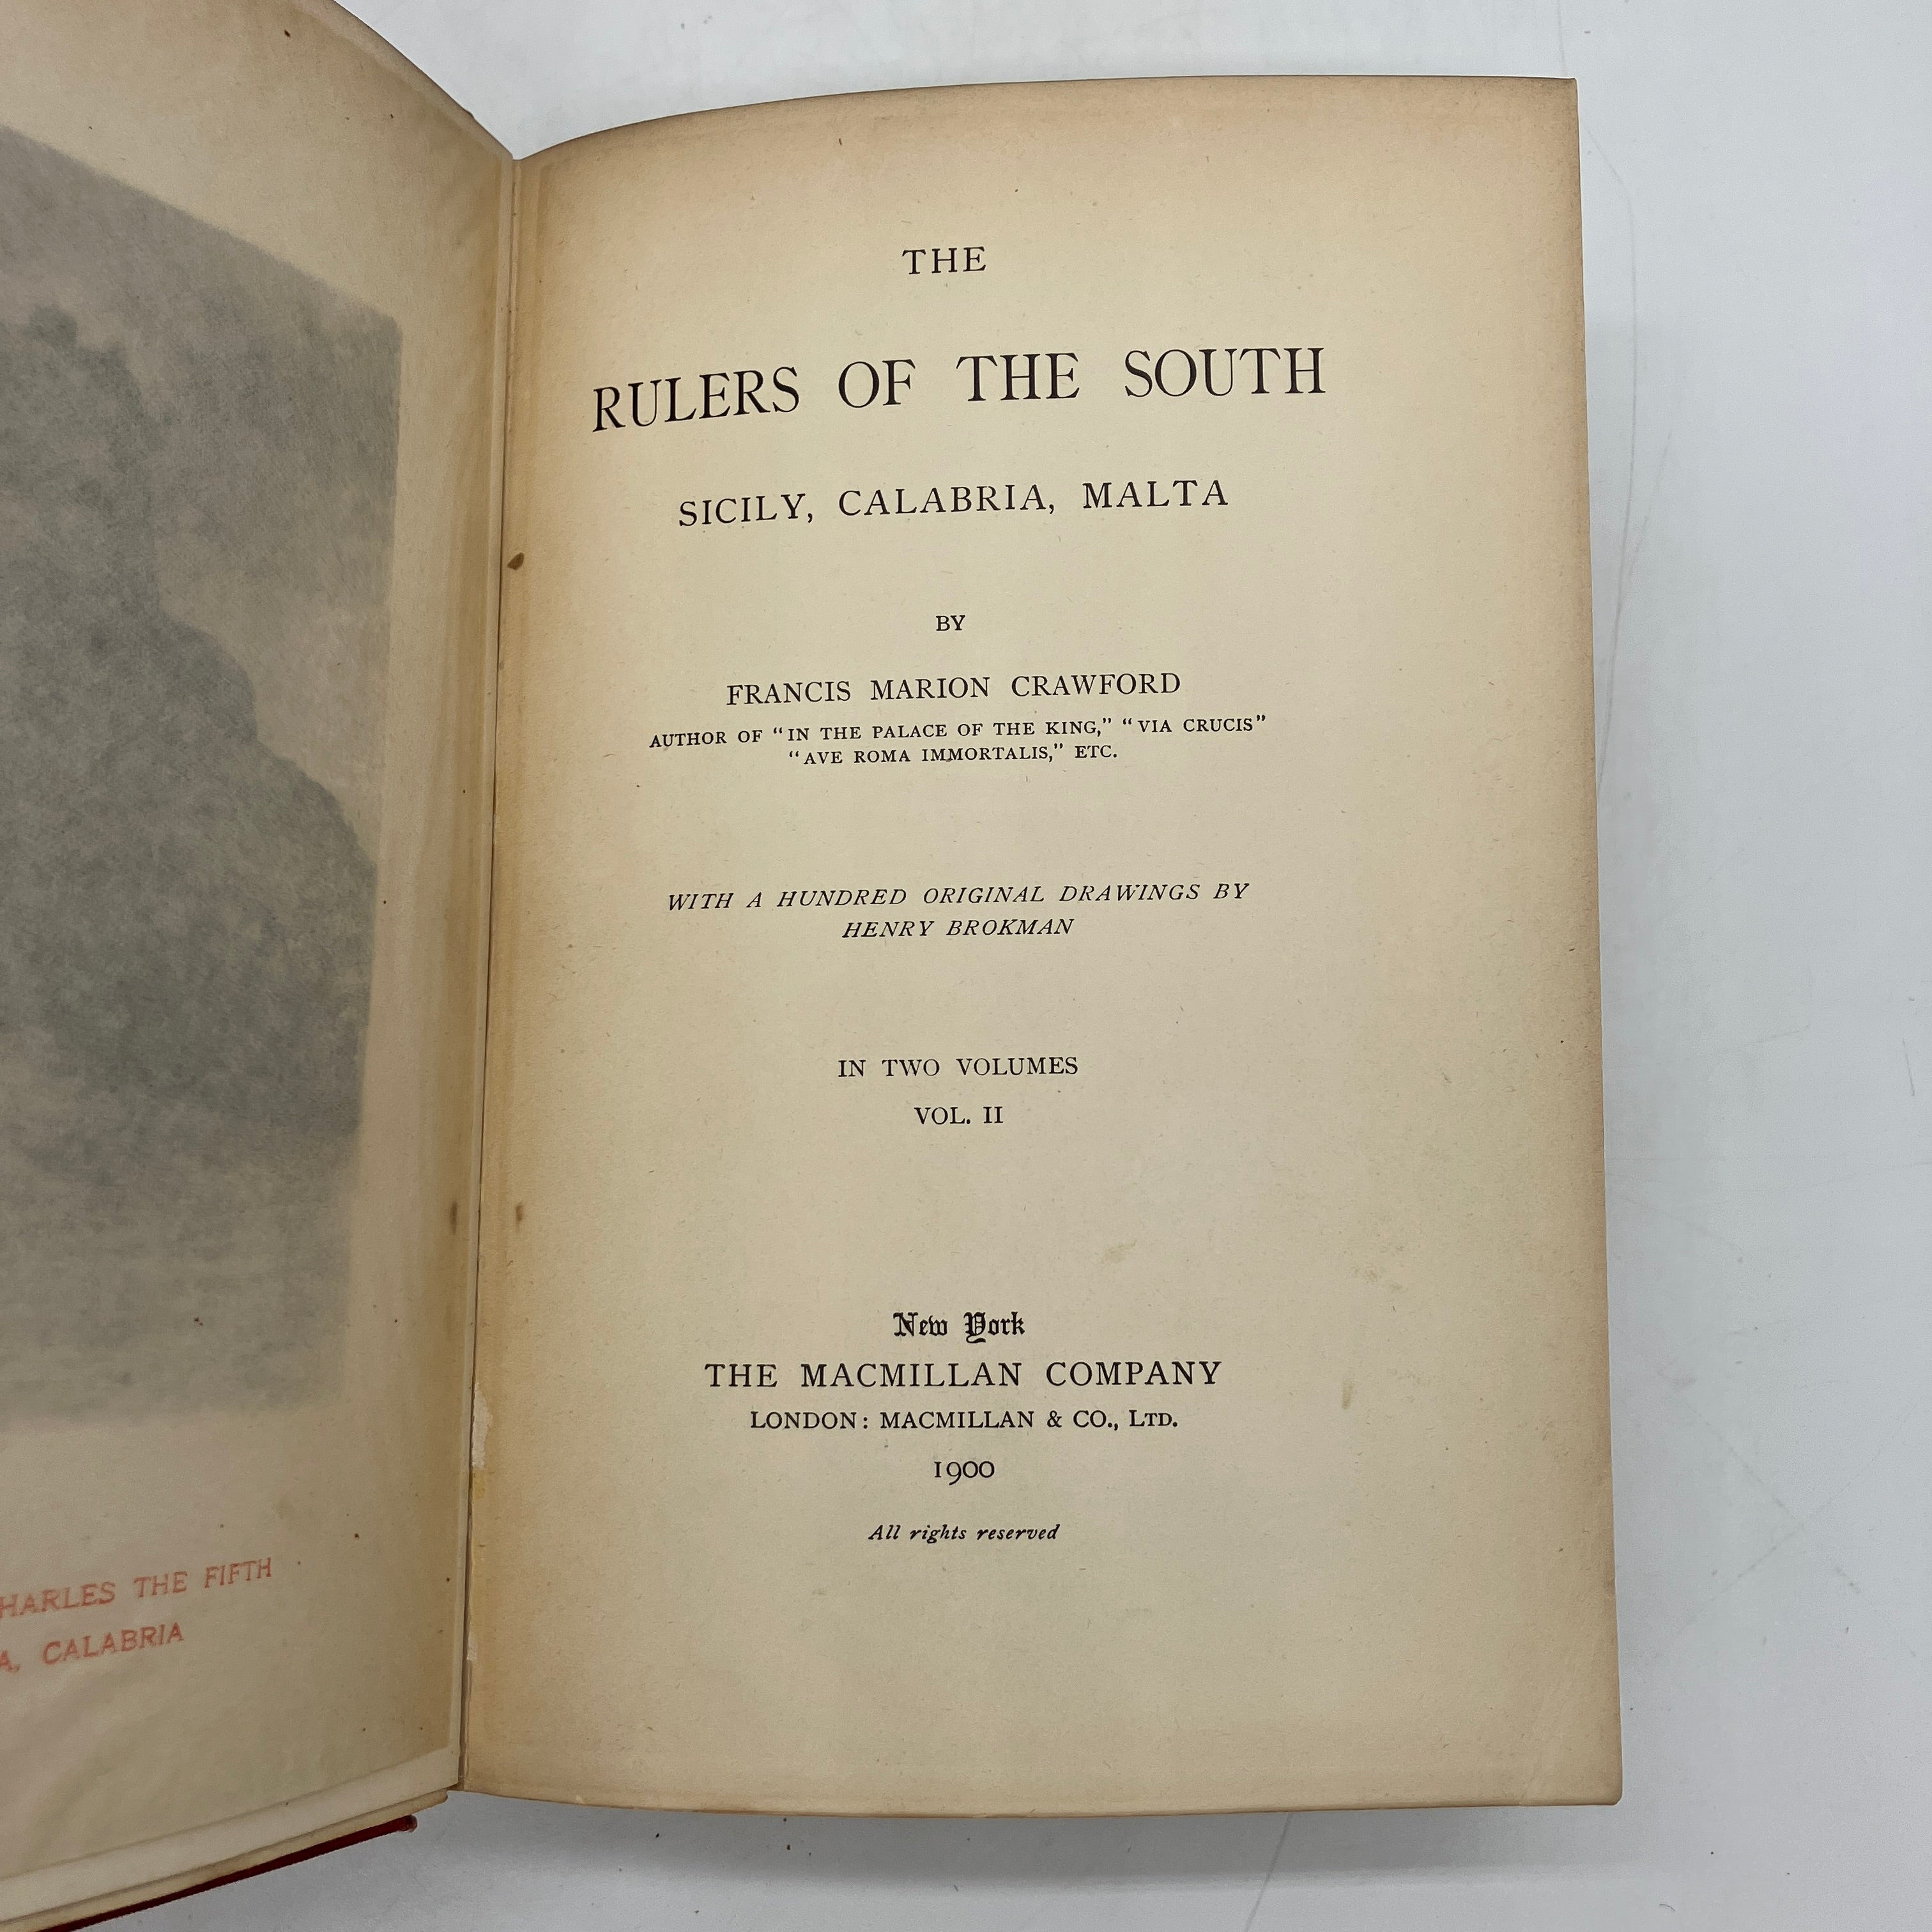 HARLES THE FIFTH
A, CALABRIA
THE
RULERS OF THE SOUTH
SICILY, CALABRIA, MALTA
BY
FRANCIS MARION CRAWFORD
AUTHOR OF "IN THE PALACE OF THE KING," "VIA CRUCIS"
"AVE ROMA IMMORTALIS," ETC.
WITH A HUNDRED ORIGINAL DRAWINGS BY
HENRY BROKMAN
IN TWO VOLUMES
VOL. II
New York
THE MACMILLAN COMPANY
LONDON: MACMILLAN & CO., LTD.
1900
All rights reserved